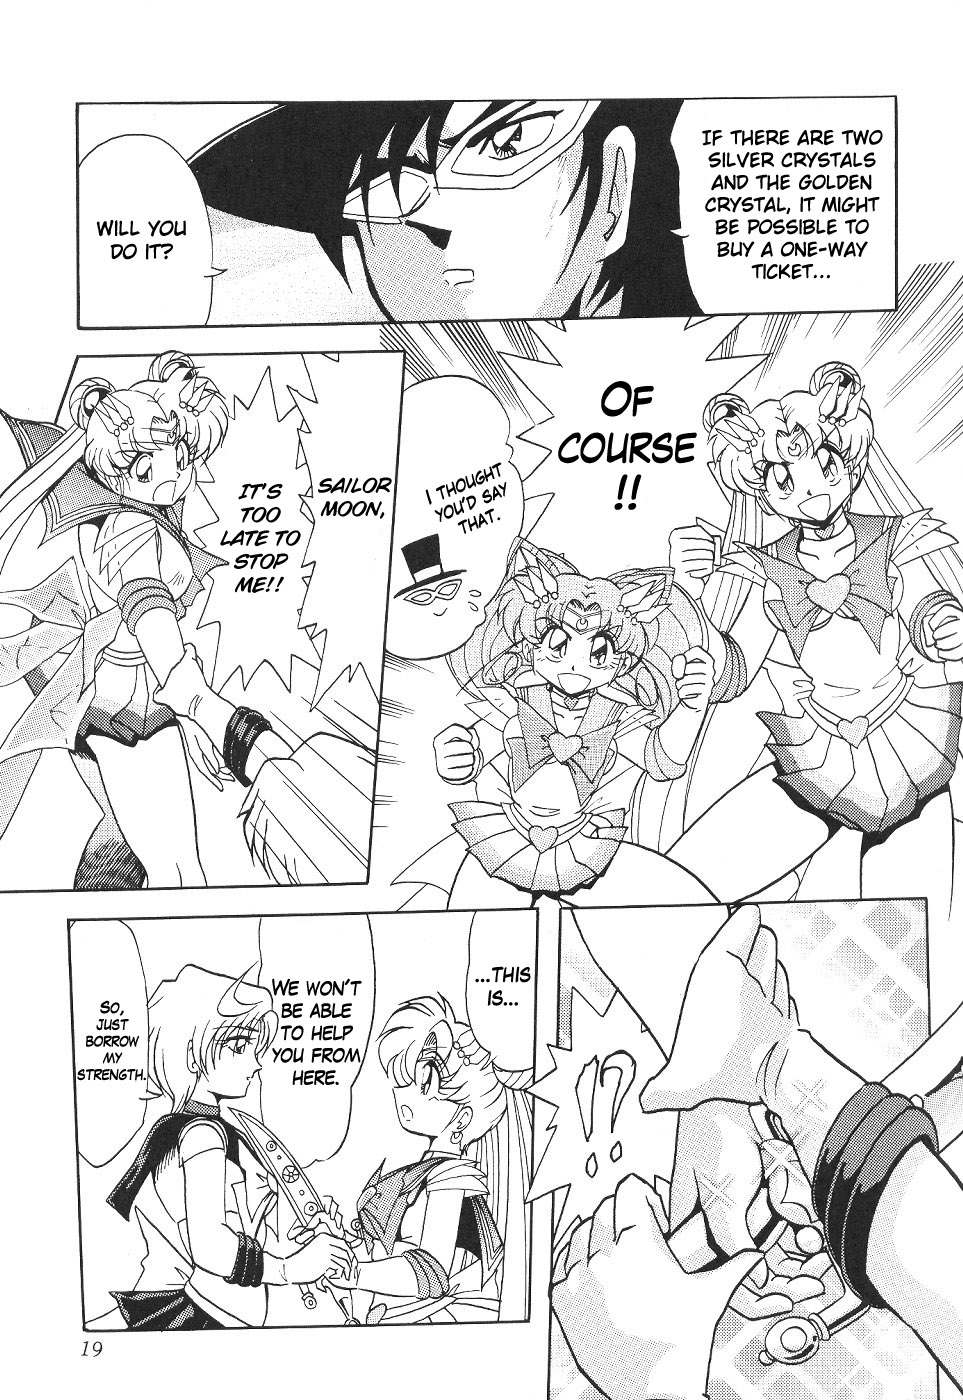 IF THERE ARE TWO
SILVER CRYSTALS
AND THE GOLDEN
CRYSTAL, IT MIGHT
BE POSSIBLE TO
BUY A ONE-WAY
TICKET...
WILL YOU
DO IT?
OF
COURSE
!!
I THOUGHT
YOU'D SAY
THAT.
SAILOR
MOON,
IT'S
TOO
LATE TO
STOP
ME!!
!?
...THIS
IS...
WE WON'T
BE ABLE
TO HELP
YOU FROM
HERE.
SO,
JUST
BORROW
MY
STRENGTH.
19